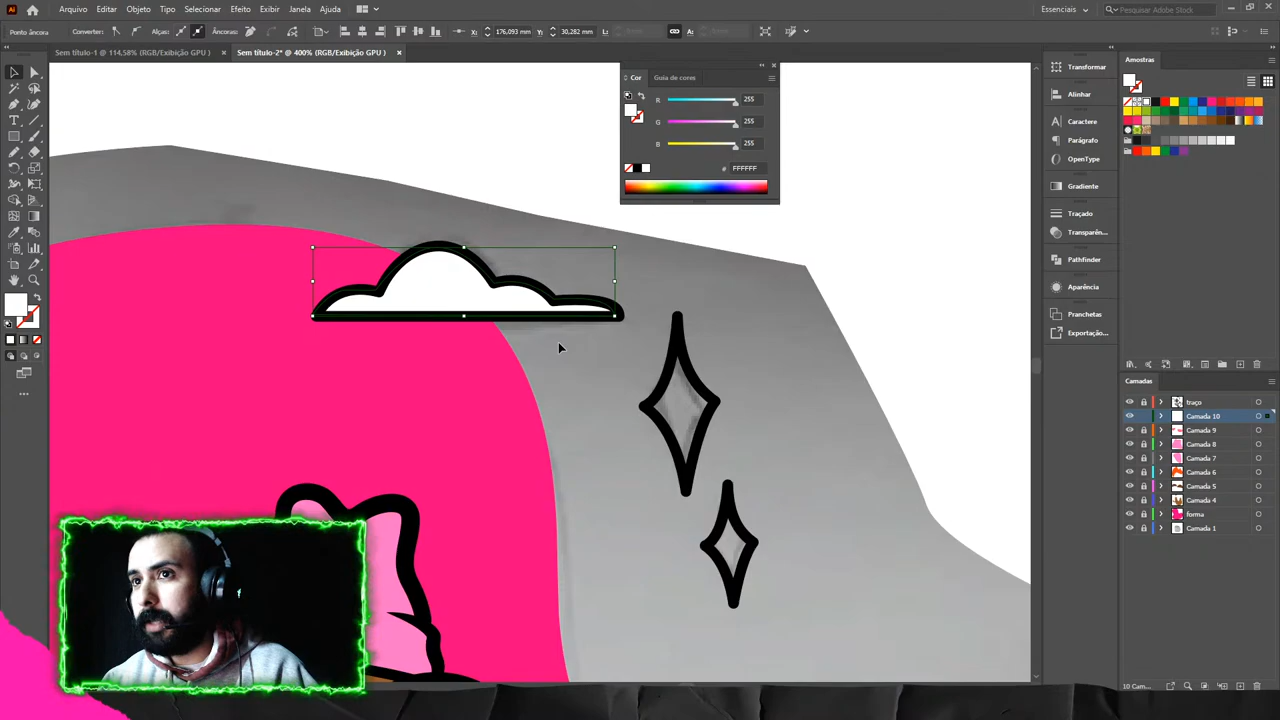 Ai Arquivo Editar Objeto Tipo Selecionar Efeito Exibir Janela Ajuda
Essenciais
Pesquisar Adobe Stock
Ponto âncora Converter: Alças: Âncoras: X: 176,093 mm Y: 30,282 mm L: A:
Sem título-1 @ 114,58% (RGB/Exibição GPU )
Sem título-2* @ 400% (RGB/Exibição GPU )
Cor Guia de cores
R 255
G 255
B 255
# FFFFFF
Transformar
Alinhar
Caractere
Parágrafo
OpenType
Gradiente
Traçado
Transparên...
Pathfinder
Aparência
Pranchetas
Exportação...
Amostras
Camadas
traço
Camada 10
Camada 9
Camada 8
Camada 7
Camada 6
Camada 5
Camada 4
forma
Camada 1
10 Cam...